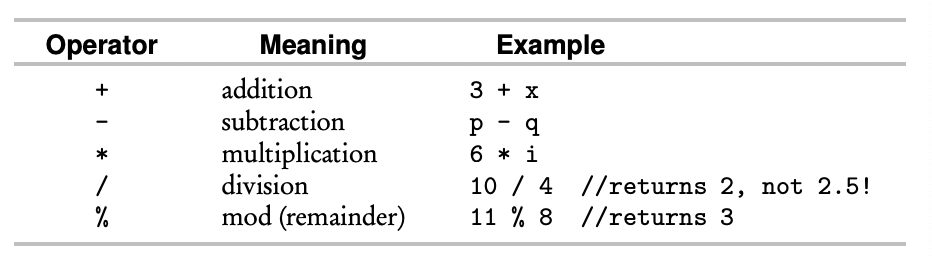 Operator Meaning Example
+ addition 3 + x
- subtraction p - q
* multiplication 6 * i
/ division 10 / 4 //returns 2, not 2.5!
% mod (remainder) 11 % 8 //returns 3